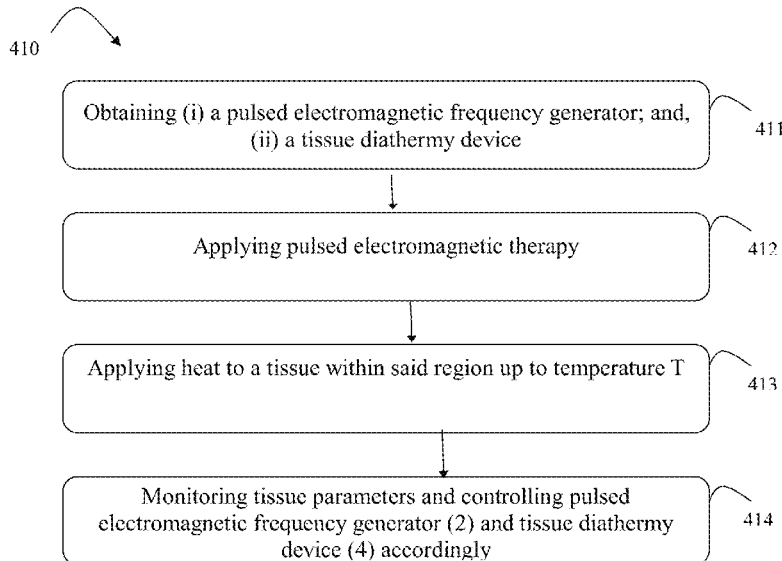 410
Obtaining (i) a pulsed electromagnetic frequency generator; and,
(ii) a tissue diathermy device
411
Applying pulsed electromagnetic therapy
412
Applying heat to a tissue within said region up to temperature T
413
Monitoring tissue parameters and controlling pulsed
electromagnetic frequency generator (2) and tissue diathermy
device (4) accordingly
414